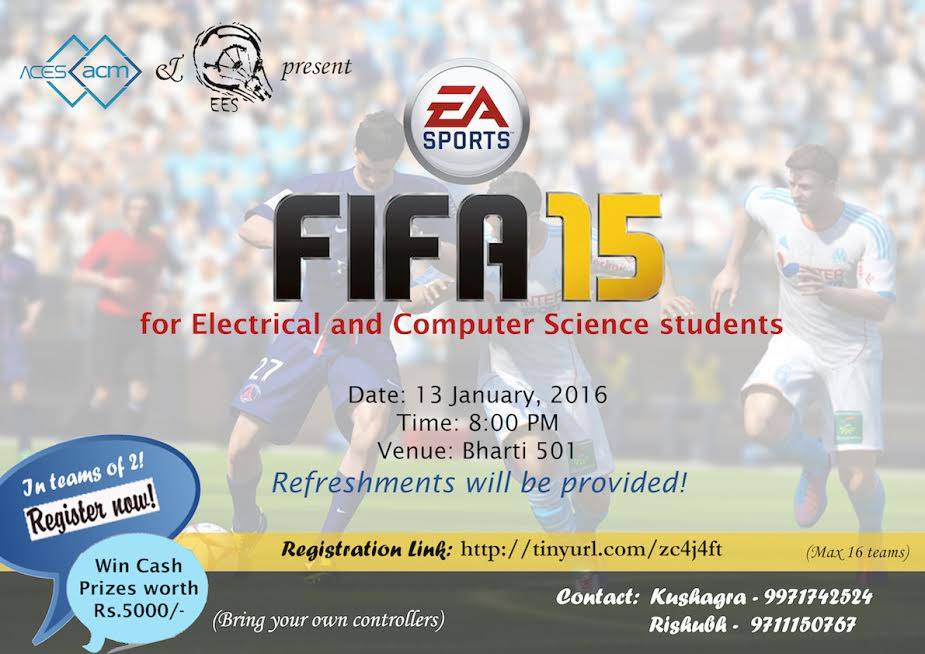 ACES acm & EES present
EA
SPORTS
FIFA 15
for Electrical and Computer Science students
27
Date: 13 January, 2016
Time: 8:00 PM
Venue: Bharti 501
Refreshments will be provided!
In teams of 2!
Register now!
Registration Link: http://tinyurl.com/zc4j4ft
(Max 16 teams)
Win Cash
Prizes worth
Rs.5000/-
(Bring your own controllers)
Contact: Kushagra - 9971742524
Rishubh - 9711150767